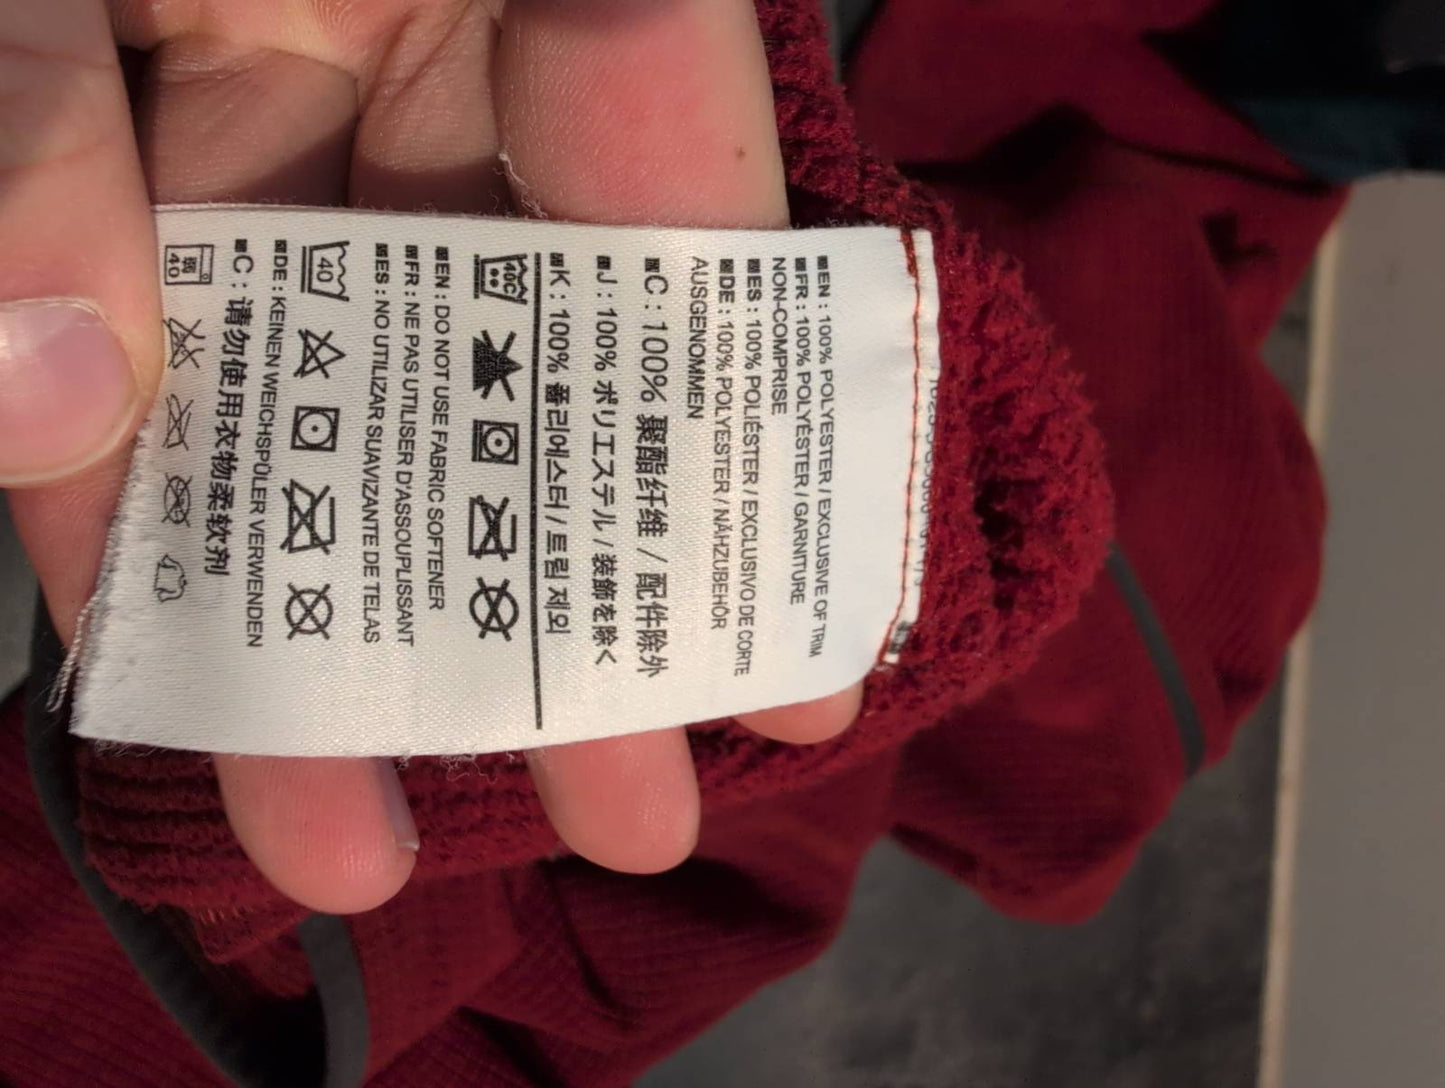 EN : 100% POLYESTER / EXCLUSIVE OF TRIM
FR : 100% POLYÉSTER / GARNITURE
NON-COMPRISE
ES : 100% POLIÉSTER / EXCLUSIVO DE CORTE
DE : 100% POLYESTER / NÄHZUBEHÖR
AUSGENOMMEN
C : 100% 聚酯纤维 / 配件除外
J : 100% ポリエステル / 装飾を除く
K : 100% 폴리에스터 / 트림 제외
40C
EN : DO NOT USE FABRIC SOFTENER
FR : NE PAS UTILISER D'ASSOUPLISSANT
ES : NO UTILIZAR SUAVIZANTE DE TELAS
40
DE : KEINEN WEICHSPÜLER VERWENDEN
C : 请勿使用衣物柔软剂
弱
40